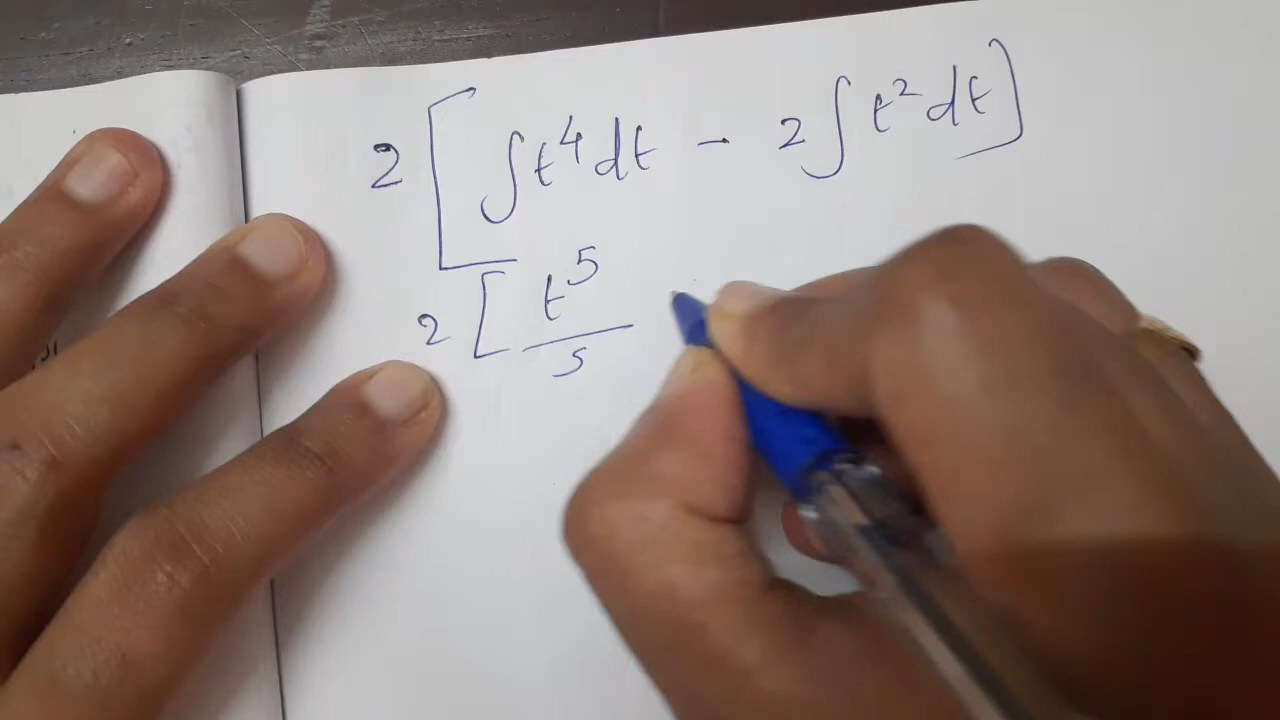 2 [ ∫t⁴dt - 2∫t²dt ]
2 [ t⁵/5